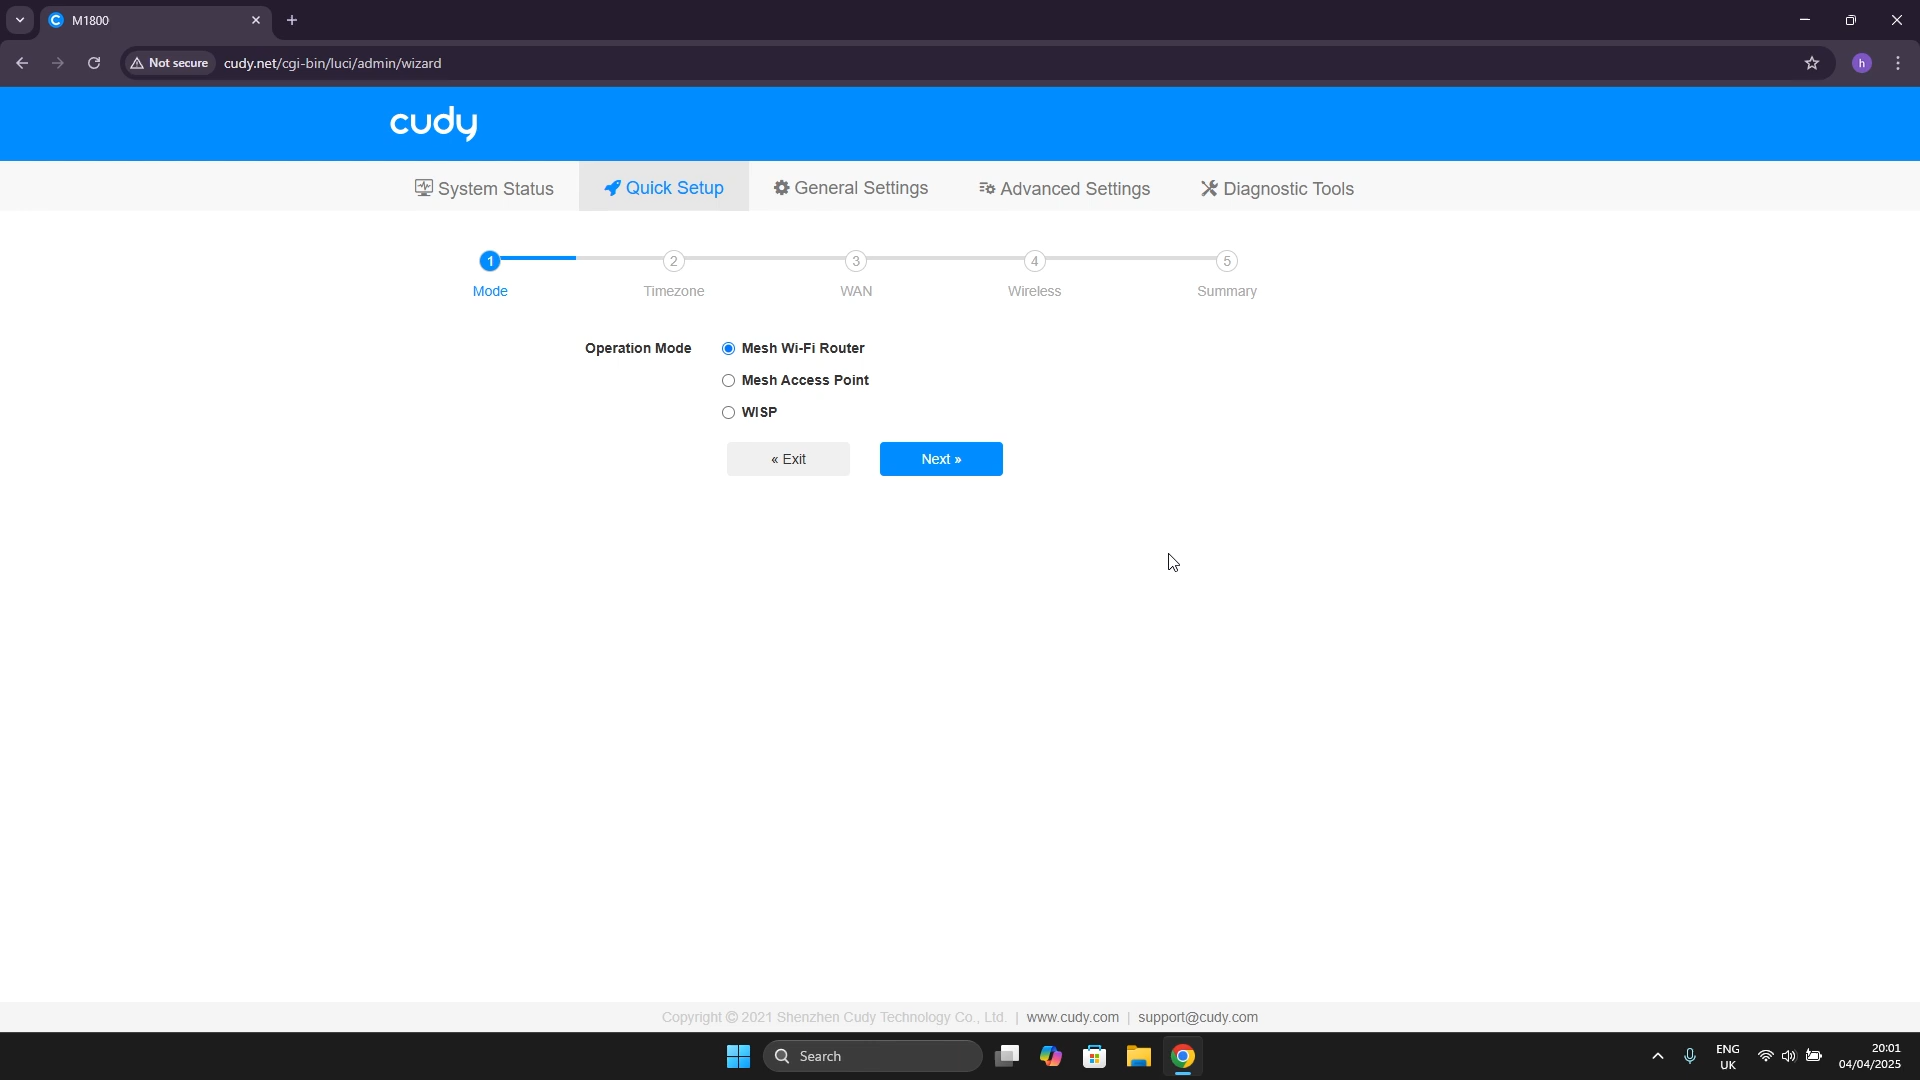 M1800
Not secure
cudy.net/cgi-bin/luci/admin/wizard
h
cudy
System Status
Quick Setup
General Settings
Advanced Settings
Diagnostic Tools
1
2
3
4
5
Mode
Timezone
WAN
Wireless
Summary
Operation Mode
Mesh Wi-Fi Router
Mesh Access Point
WISP
« Exit
Next »
Copyright © 2021 Shenzhen Cudy Technology Co., Ltd. | www.cudy.com | support@cudy.com
Search
ENG
UK
20:01
04/04/2025